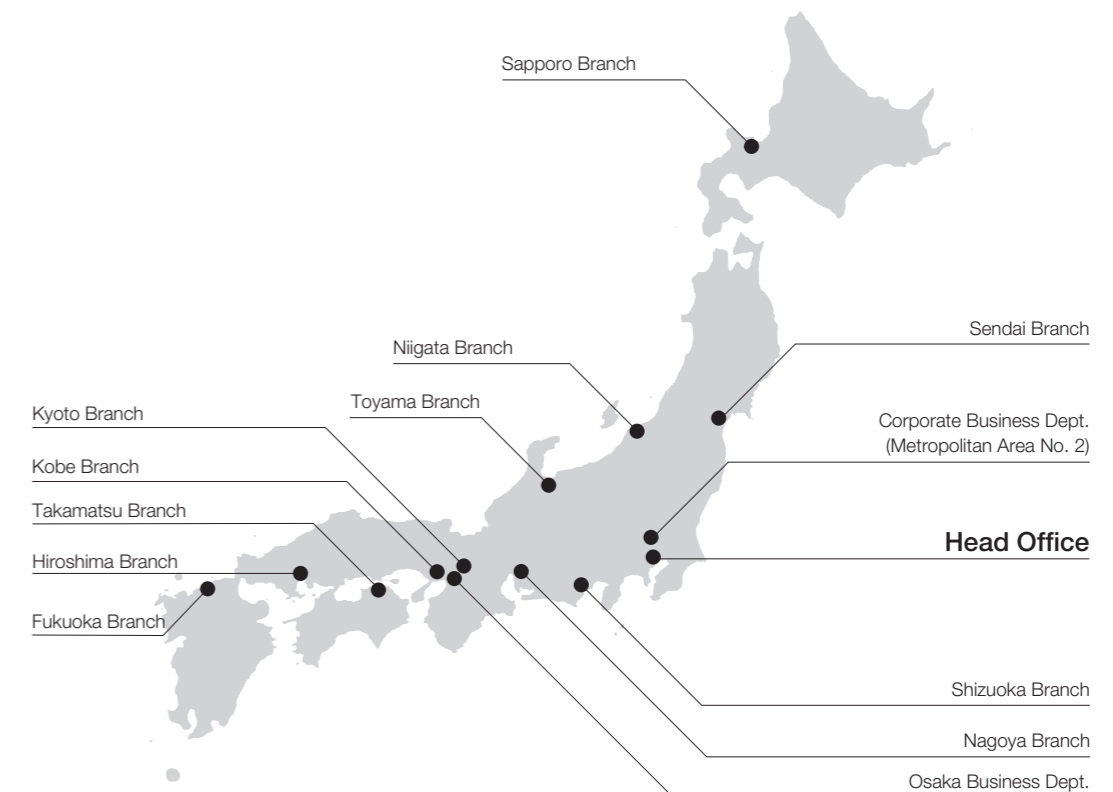 Sapporo Branch
Sendai Branch
Niigata Branch
Toyama Branch
Kyoto Branch
Corporate Business Dept.
(Metropolitan Area No. 2)
Kobe Branch
Takamatsu Branch
Head Office
Hiroshima Branch
Fukuoka Branch
Shizuoka Branch
Nagoya Branch
Osaka Business Dept.